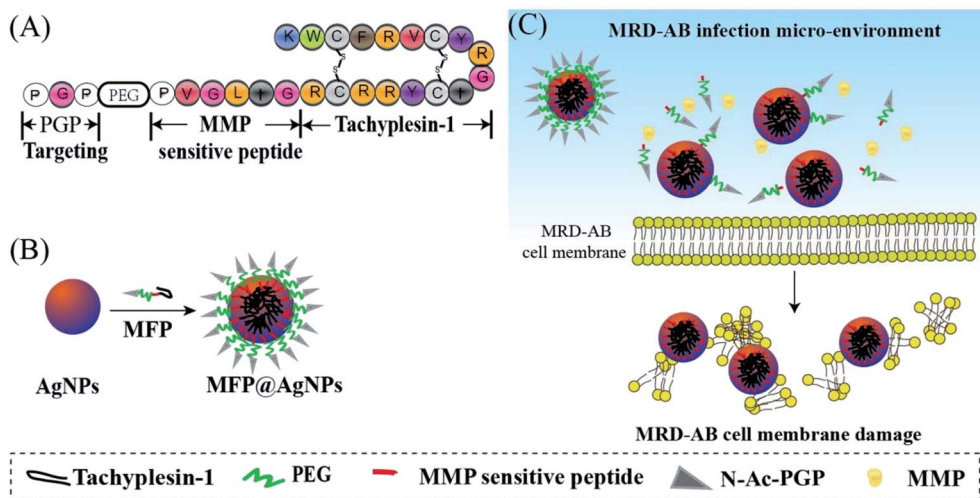 (A)
K W C F R V C Y
R
S S
S S
G
P G P PEG P V G L I G R C R R Y C I
PGP MMP Tachyplesin-1
Targeting sensitive peptide
(B)
MFP
AgNPs
MFP@AgNPs
(C)
MRD-AB infection micro-environment
MRD-AB
cell membrane
MRD-AB cell membrane damage
Tachyplesin-1 PEG MMP sensitive peptide N-Ac-PGP MMP